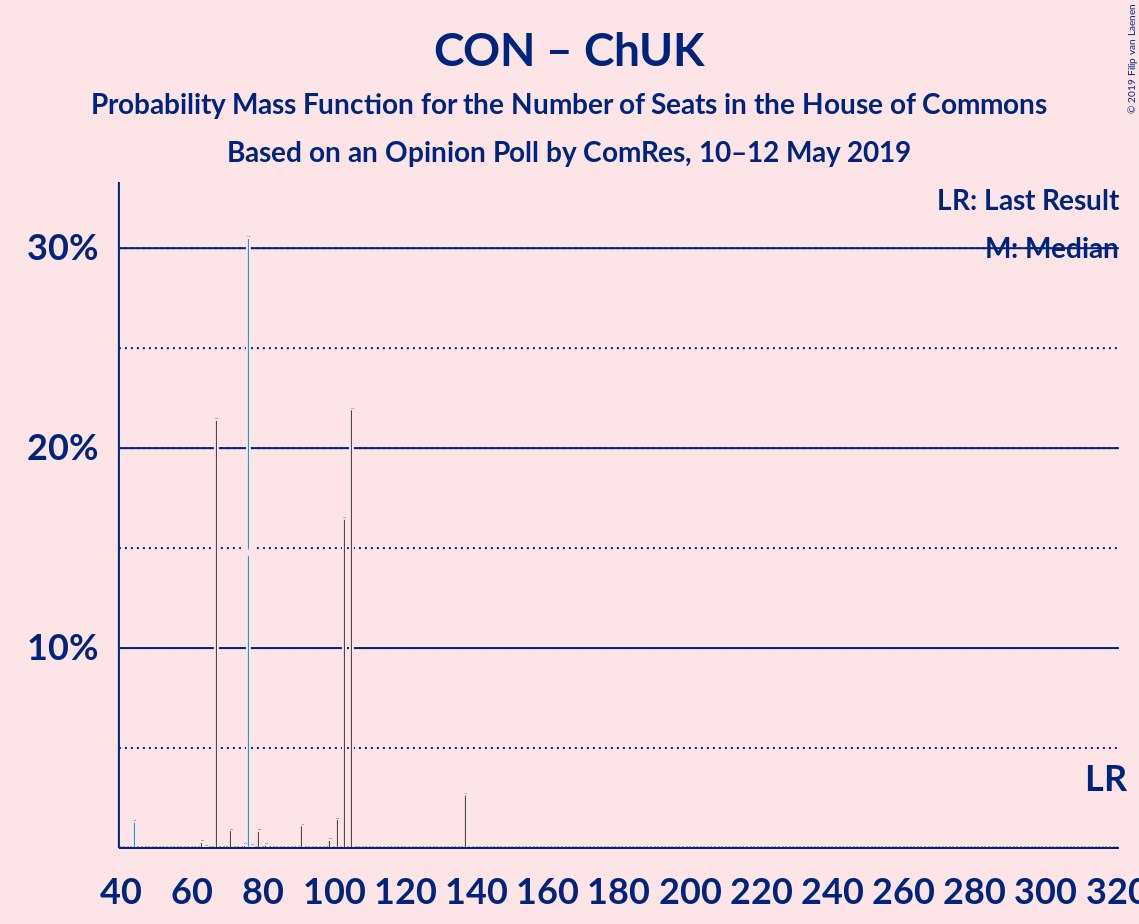 CON – ChUK
Probability Mass Function for the Number of Seats in the House of Commons
Based on an Opinion Poll by ComRes, 10–12 May 2019
© 2019 Filip van Laenen
LR: Last Result
M: Median
30%
20%
10%
LR
40 60 80 100 120 140 160 180 200 220 240 260 280 300 320